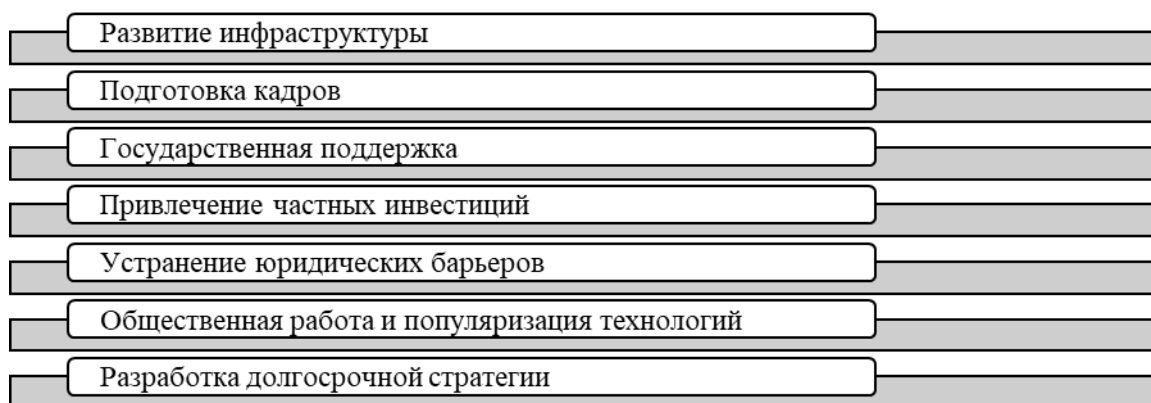 Развитие инфраструктуры
Подготовка кадров
Государственная поддержка
Привлечение частных инвестиций
Устранение юридических барьеров
Общественная работа и популяризация технологий
Разработка долгосрочной стратегии